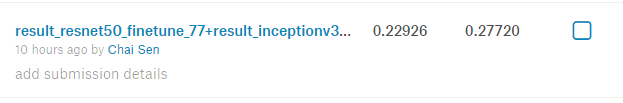 result_resnet50_finetune_77+result_inceptionv3... 0.22926 0.27720
10 hours ago by Chai Sen
add submission details